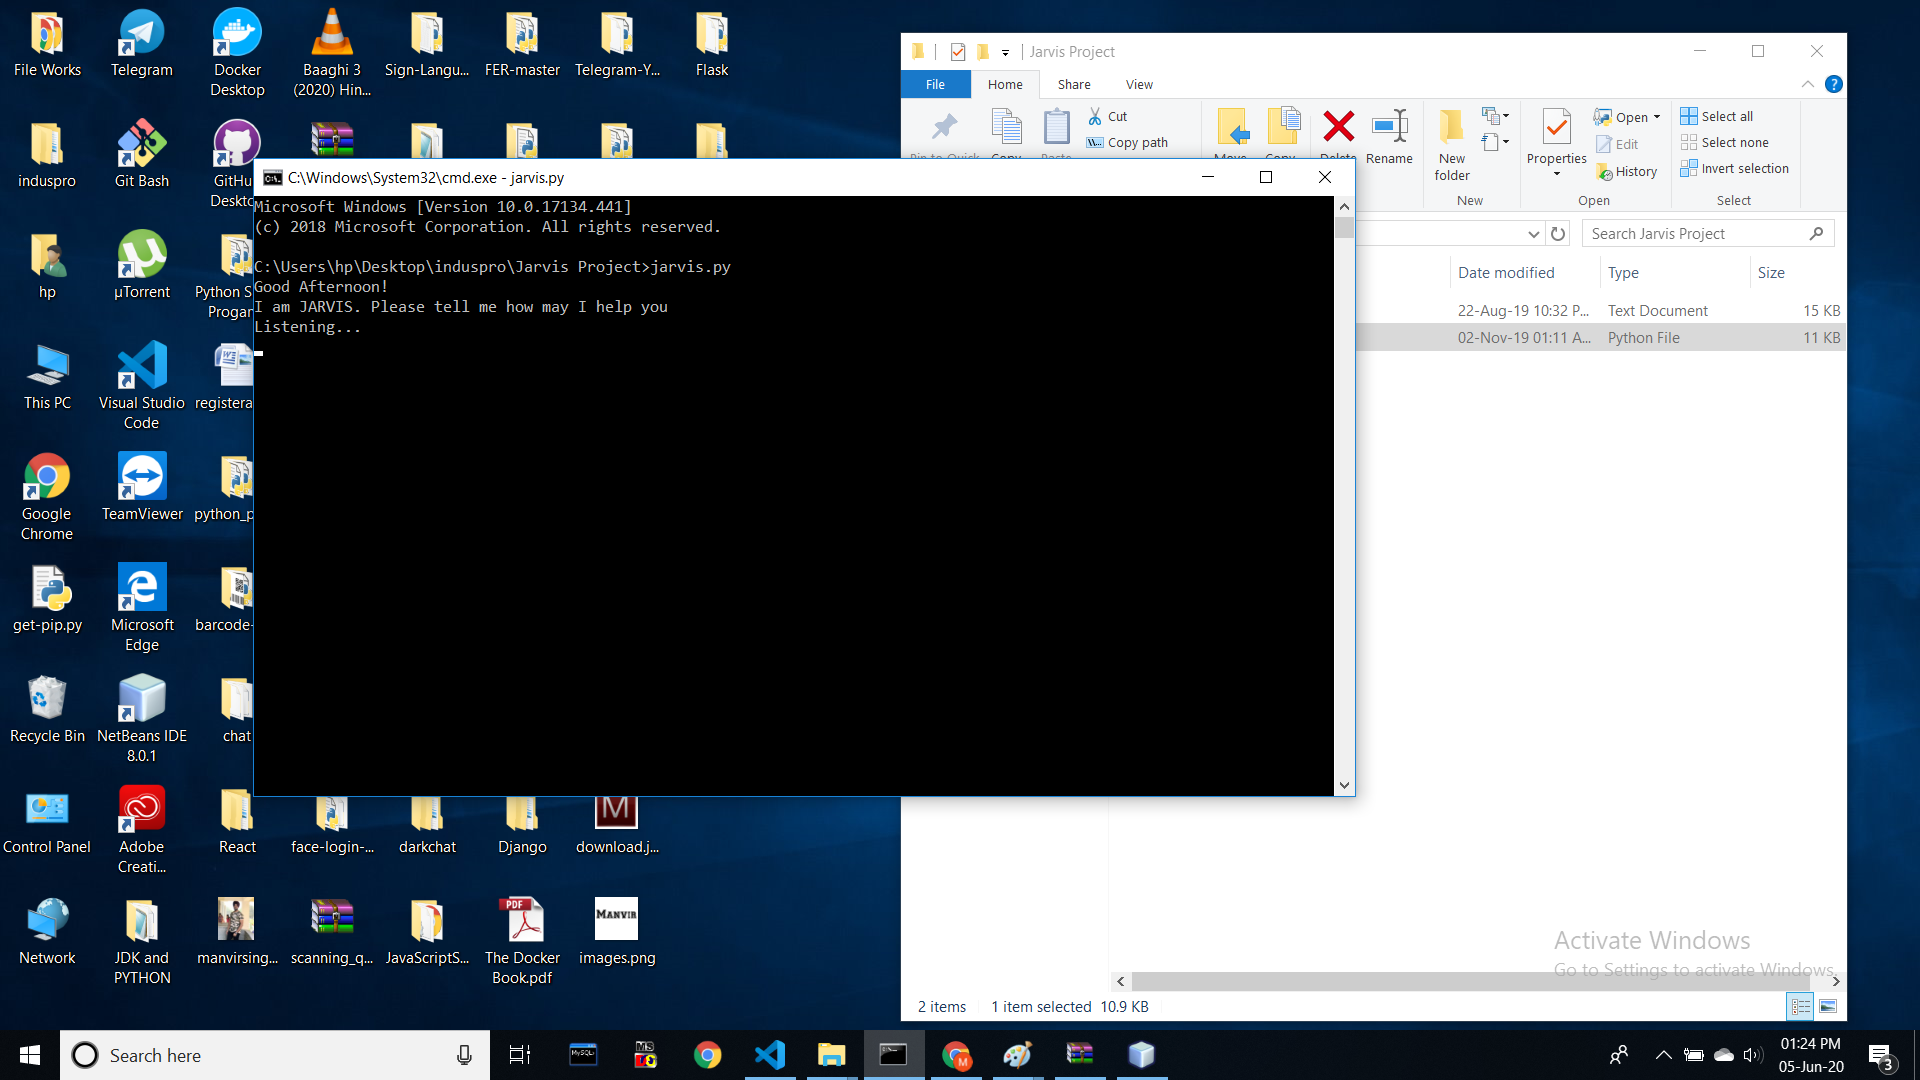 File Works
Telegram
Docker
Desktop
Baaghi 3
(2020) Hin...
Sign-Langu...
FER-master
Telegram-Y...
Flask
induspro
Git Bash
GitHu
Deskto
hp
µTorrent
Python S
Progar
This PC
Visual Studio
Code
registera
Google
Chrome
TeamViewer
python_p
get-pip.py
Microsoft
Edge
barcode-
Recycle Bin
NetBeans IDE
8.0.1
chat
Control Panel
Adobe
Creati...
React
face-login-...
darkchat
Django
M
download.j...
Network
JDK and
PYTHON
manvirsing...
scanning_q...
JavaScriptS...
PDF
The Docker
Book.pdf
MANVIR
images.png
C:\Windows\System32\cmd.exe - jarvis.py
Microsoft Windows [Version 10.0.17134.441]
(c) 2018 Microsoft Corporation. All rights reserved.
C:\Users\hp\Desktop\induspro\Jarvis Project>jarvis.py
Good Afternoon!
I am JARVIS. Please tell me how may I help you
Listening...
Jarvis Project
File
Home
Share
View
Cut
Copy path
Rename
New
folder
Properties
Open
Edit
History
Select all
Select none
Invert selection
New
Open
Select
Search Jarvis Project
Date modified
Type
Size
22-Aug-19 10:32 P...
Text Document
15 KB
02-Nov-19 01:11 A...
Python File
11 KB
Activate Windows
Go to Settings to activate Windows.
2 items
1 item selected 10.9 KB
Search here
MySQL
01:24 PM
05-Jun-20
3